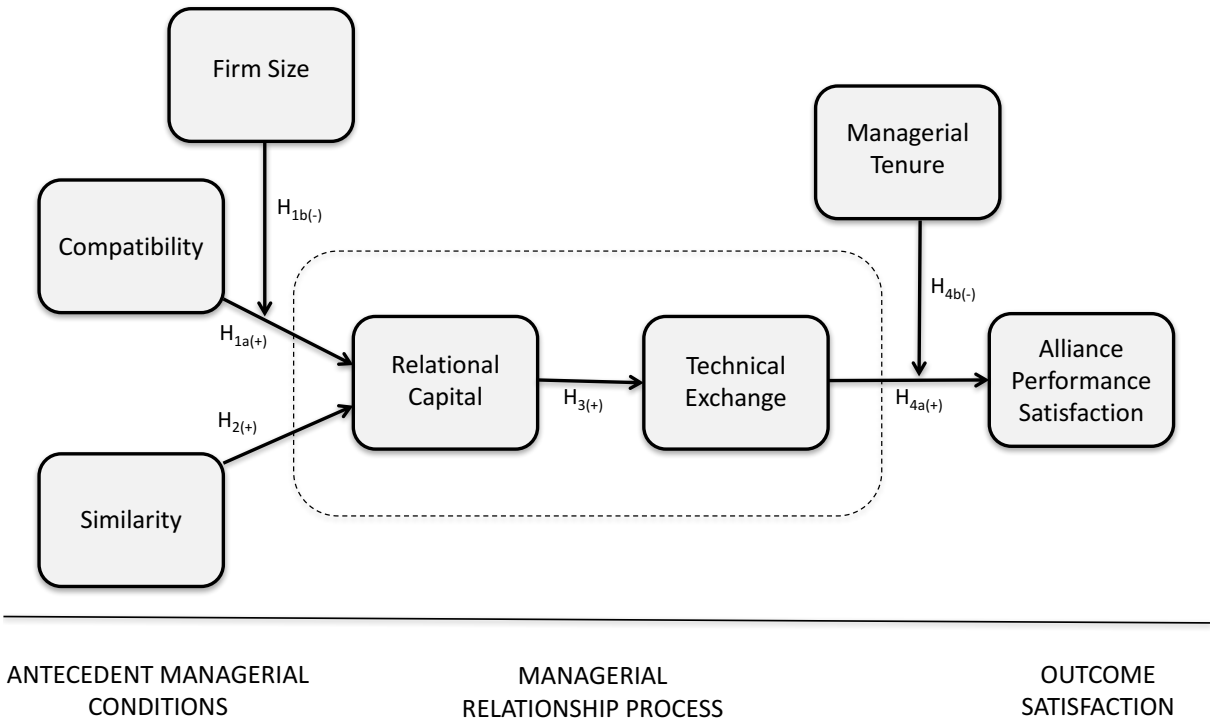 Firm Size
Managerial
Tenure
H1b(-)
Compatibility
H4b(-)
H1a(+)
Relational
Capital
H3(+)
Technical
Exchange
H4a(+)
Alliance
Performance
Satisfaction
H2(+)
Similarity
ANTECEDENT MANAGERIAL
CONDITIONS
MANAGERIAL
RELATIONSHIP PROCESS
OUTCOME
SATISFACTION